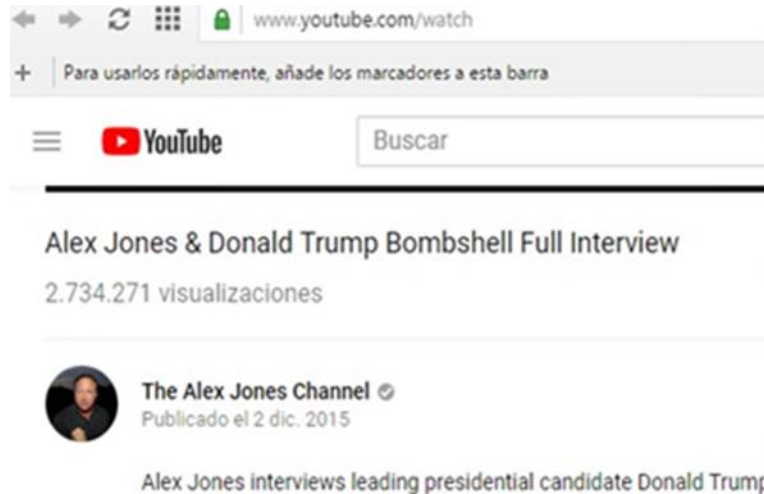 www.youtube.com/watch
Para usarlos rápidamente, añade los marcadores a esta barra
YouTube
Buscar
Alex Jones & Donald Trump Bombshell Full Interview
2.734.271 visualizaciones
The Alex Jones Channel
Publicado el 2 dic. 2015
Alex Jones interviews leading presidential candidate Donald Trump